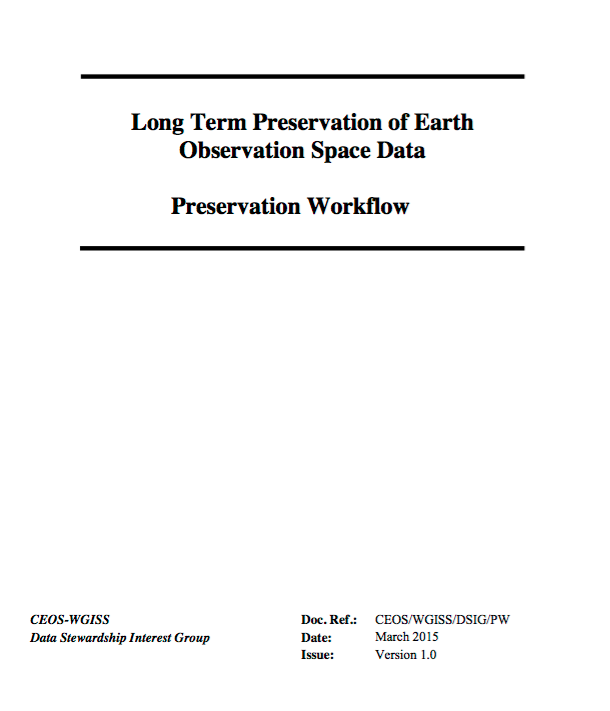 Long Term Preservation of Earth
Observation Space Data
Preservation Workflow
CEOS-WGISS
Data Stewardship Interest Group
Doc. Ref.: CEOS/WGISS/DSIG/PW
Date: March 2015
Issue: Version 1.0